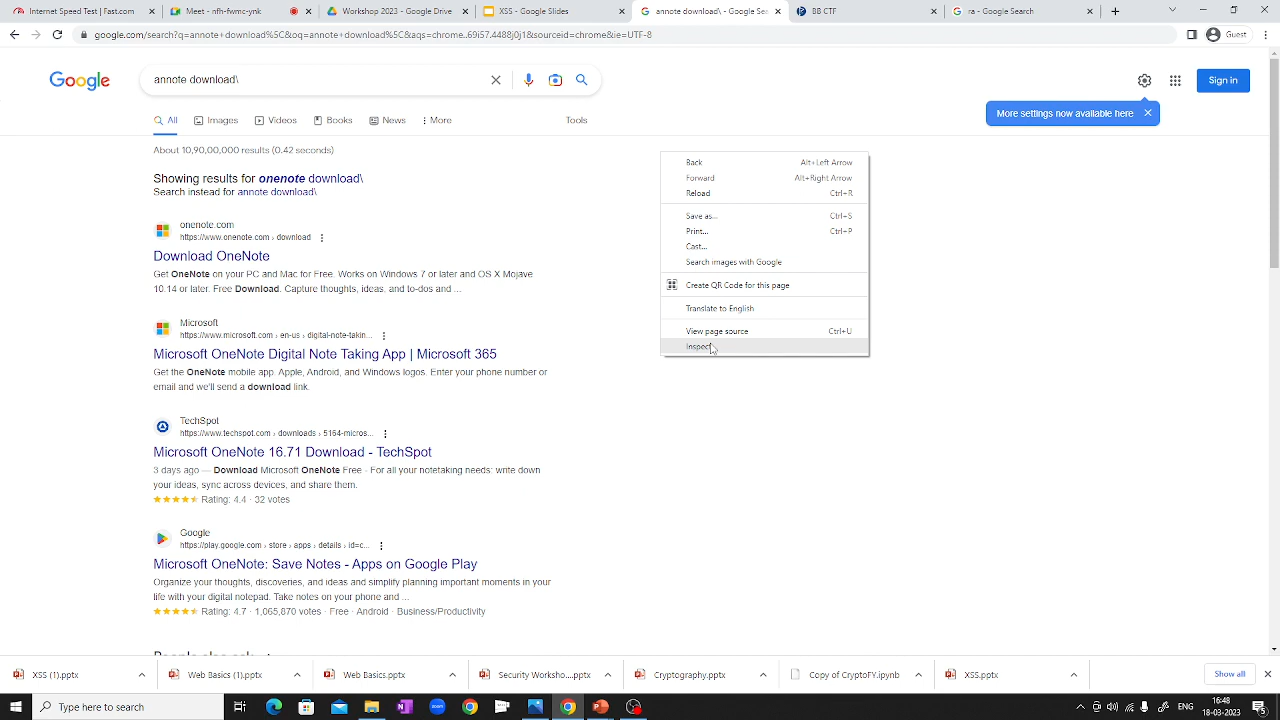 Internet Speed Test | Fast.com
Meet - nfh-fwmc-ynk
Workshop 2023 - Google Drive
XSS - Google Slides
annote download\ - Google Sea
BB CTF
ra - Google Search
google.com/search?q=annote+download%5C&oq=annote+download%5C&aqs=chrome..69i57.4488j0j1&sourceid=chrome&ie=UTF-8
Guest
Google
annote download\
Sign in
All
Images
Videos
Books
News
More
Tools
More settings now available here
About 10,90,00,000 results (0.42 seconds)
Showing results for onenote download\
Search instead for annote download\
onenote.com
https://www.onenote.com › download
Download OneNote
Get OneNote on your PC and Mac for Free. Works on Windows 7 or later and OS X Mojave
10.14 or later. Free Download. Capture thoughts, ideas, and to-dos and ...
Microsoft
https://www.microsoft.com › en-us › digital-note-takin...
Microsoft OneNote Digital Note Taking App | Microsoft 365
Get the OneNote mobile app. Apple, Android, and Windows logos. Enter your phone number or
email and we'll send a download link.
TechSpot
https://www.techspot.com › downloads › 5164-micros...
Microsoft OneNote 16.71 Download - TechSpot
3 days ago — Download Microsoft OneNote Free - For all your notetaking needs: write down
your ideas, sync across devices, and share them.
Rating: 4.4 · 32 votes
Google
https://play.google.com › store › apps › details › id=c...
Microsoft OneNote: Save Notes - Apps on Google Play
Organize your thoughts, discoveries, and ideas and simplify planning important moments in your
life with your digital notepad. Take notes on your phone and ...
Rating: 4.7 · 1,065,870 votes · Free · Android · Business/Productivity
Back Alt+Left Arrow
Forward Alt+Right Arrow
Reload Ctrl+R
Save as... Ctrl+S
Print... Ctrl+P
Cast...
Search images with Google
Create QR Code for this page
Translate to English
View page source Ctrl+U
Inspect
XSS (1).pptx
Web Basics (1).pptx
Web Basics.pptx
Security Worksho....pptx
Cryptography.pptx
Copy of CryptoFY.ipynb
XSS.pptx
Show all
Type here to search
zoom
ENG
16:48
18-03-2023